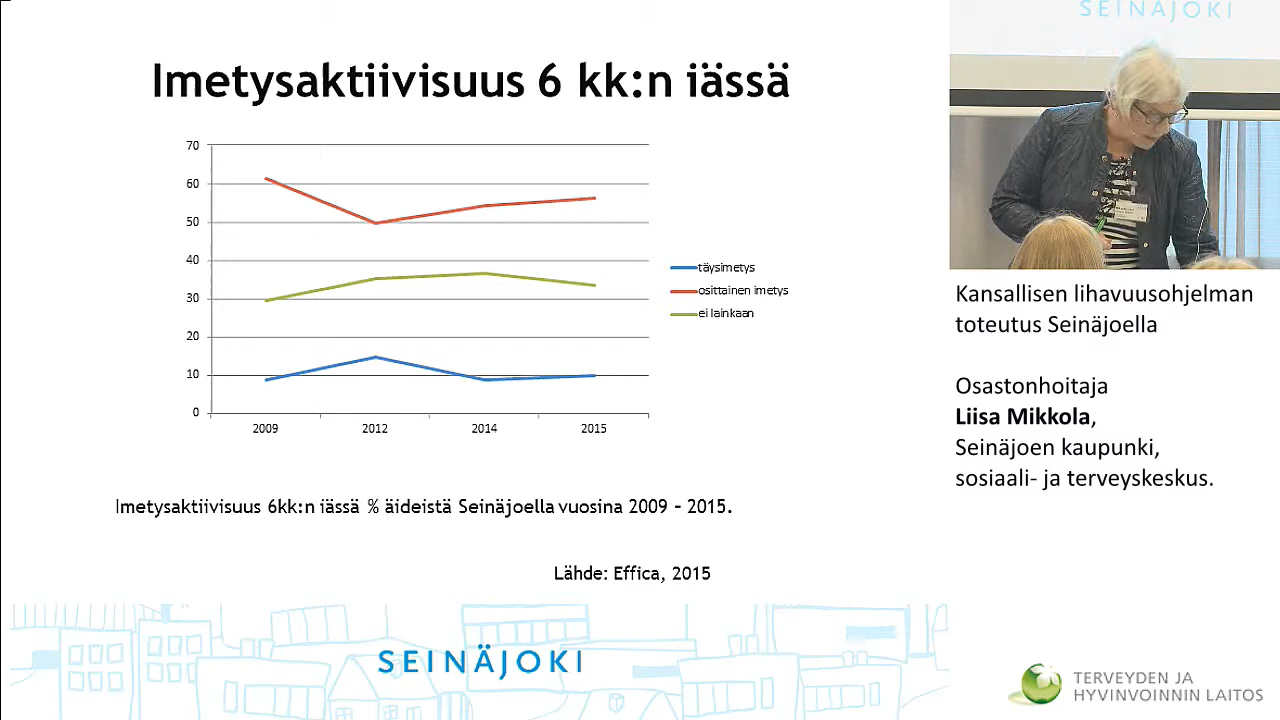 Imetysaktiivisuus 6 kk:n iässä
70
60
50
40
30
20
10
0
2009 2012 2014 2015
täysimetys
osittainen imetys
ei lainkaan
Imetysaktiivisuus 6kk:n iässä % äideistä Seinäjoella vuosina 2009 – 2015.
Lähde: Effica, 2015
SEINÄJOKI
SEINÄJOKI
Kansallisen lihavuusohjelman
toteutus Seinäjoella
Osastonhoitaja
Liisa Mikkola,
Seinäjoen kaupunki,
sosiaali- ja terveyskeskus.
TERVEYDEN JA
HYVINVOINNIN LAITOS